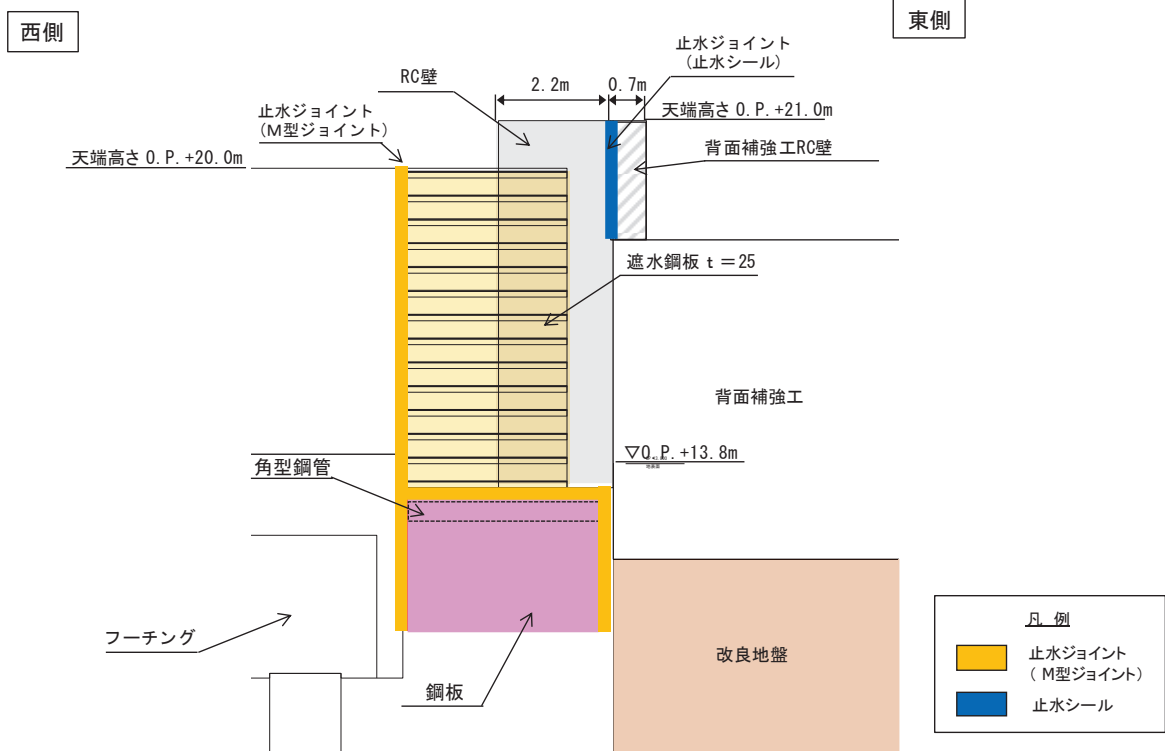 西側
東側
止水ジョイント
(止水シール)
RC壁
2.2m
0.7m
止水ジョイント
(M型ジョイント)
天端高さ O.P.+21.0m
天端高さ O.P.+20.0m
背面補強工RC壁
遮水鋼板 t=25
背面補強工
▽O.P.+13.8m
角型鋼管
フーチング
鋼板
改良地盤
凡 例
止水ジョイント
( M型ジョイント)
止水シール